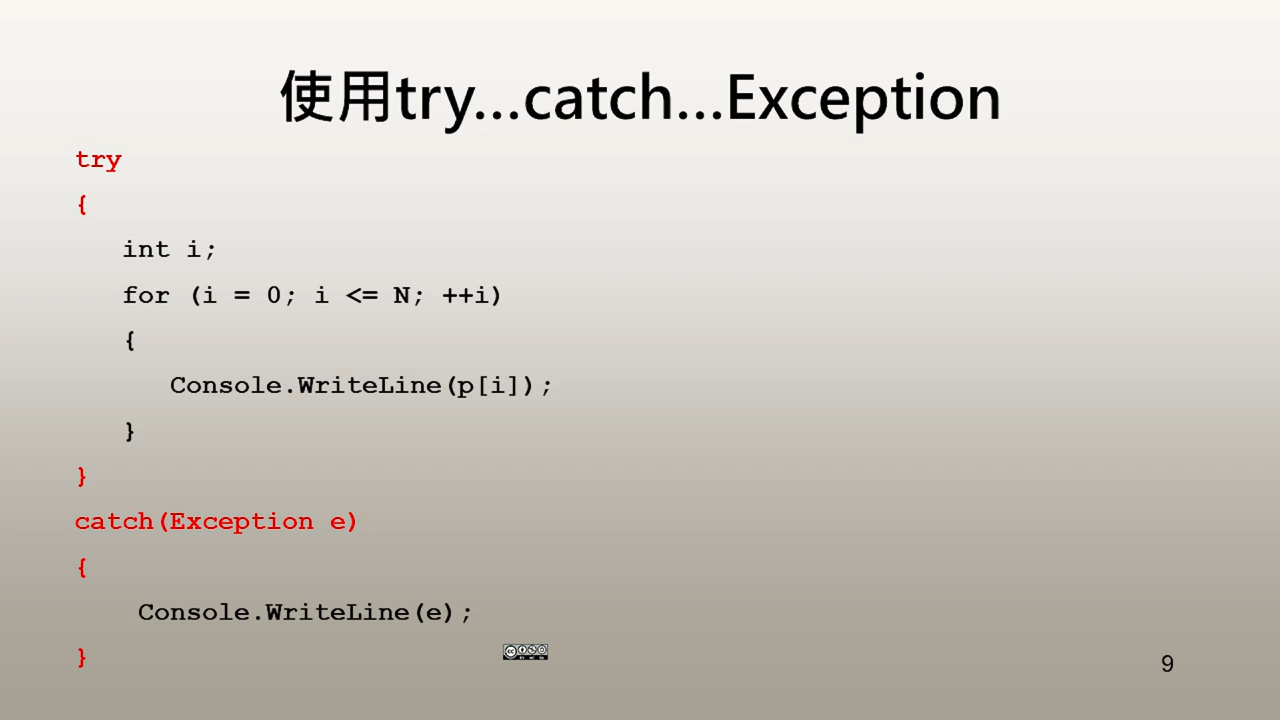 使用try…catch…Exception
try
{
int i;
for (i = 0; i <= N; ++i)
{
Console.WriteLine(p[i]);
}
}
catch(Exception e)
{
Console.WriteLine(e);
}
9